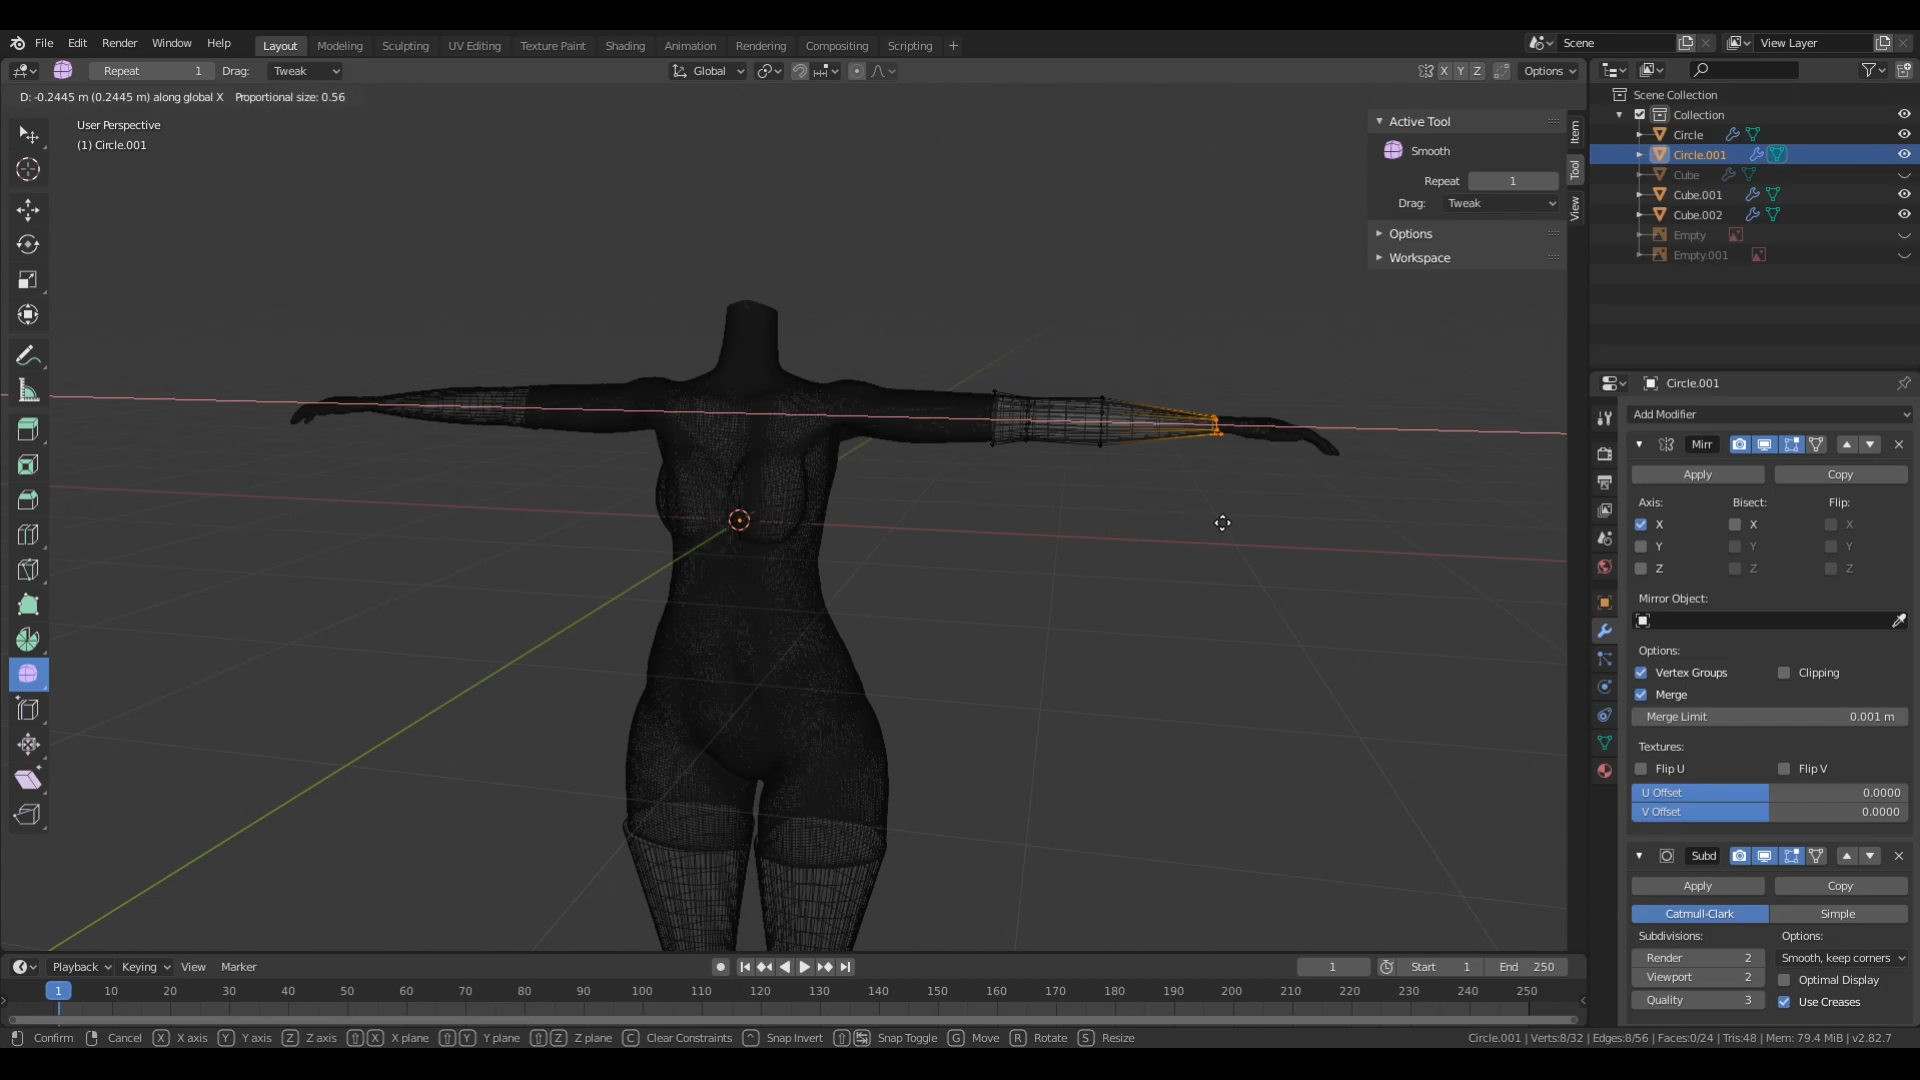 File Edit Render Window Help Layout Modeling Sculpting UV Editing Texture Paint Shading Animation Rendering Compositing Scripting + Scene View Layer
Repeat 1 Drag: Tweak Global X Y Z Options
D: -0.2445 m (0.2445 m) along global X Proportional size: 0.56
User Perspective
(1) Circle.001
Active Tool
Smooth
Repeat 1
Drag: Tweak
Options
Workspace
Item
Tool
View
Scene Collection
Collection
Circle
Circle.001
Cube
Cube.001
Cube.002
Empty
Empty.001
Circle.001
Add Modifier
Mirr
Apply Copy
Axis: Bisect: Flip:
X X X
Y Y Y
Z Z Z
Mirror Object:
Options:
Vertex Groups Clipping
Merge
Merge Limit 0.001 m
Textures:
Flip U Flip V
U Offset 0.0000
V Offset 0.0000
Subd
Apply Copy
Catmull-Clark Simple
Subdivisions: Options:
Render 2 Smooth, keep corners
Viewport 2 Optimal Display
Quality 3 Use Creases
Playback Keying View Marker 1 Start 1 End 250
1 10 20 30 40 50 60 70 80 90 100 110 120 130 140 150 160 170 180 190 200 210 220 230 240 250
Confirm Cancel X X axis Y Y axis Z Z axis X X plane Y Y plane Z Z plane C Clear Constraints ^ Snap Invert Snap Toggle G Move R Rotate S Resize Circle.001 | Verts:8/32 | Edges:8/56 | Faces:0/24 | Tris:48 | Mem: 79.4 MiB | v2.82.7